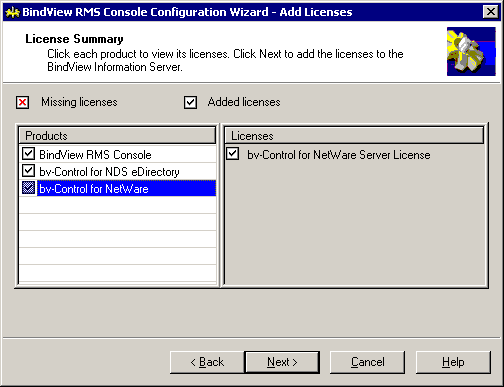 BindView RMS Console Configuration Wizard - Add Licenses
License Summary
Click each product to view its licenses. Click Next to add the licenses to the
BindView Information Server.
Missing licenses
Added licenses
Products
BindView RMS Console
bv-Control for NDS eDirectory
bv-Control for NetWare
Licenses
bv-Control for NetWare Server License
< Back
Next >
Cancel
Help